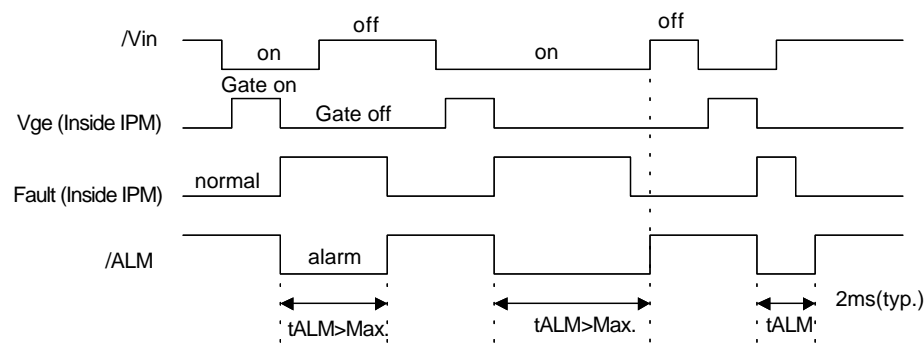 /Vin
on
off
on
off
Gate on
Vge (Inside IPM)
Gate off
normal
Fault (Inside IPM)
/ALM
alarm
2ms(typ.)
tALM>Max.
tALM>Max.
tALM